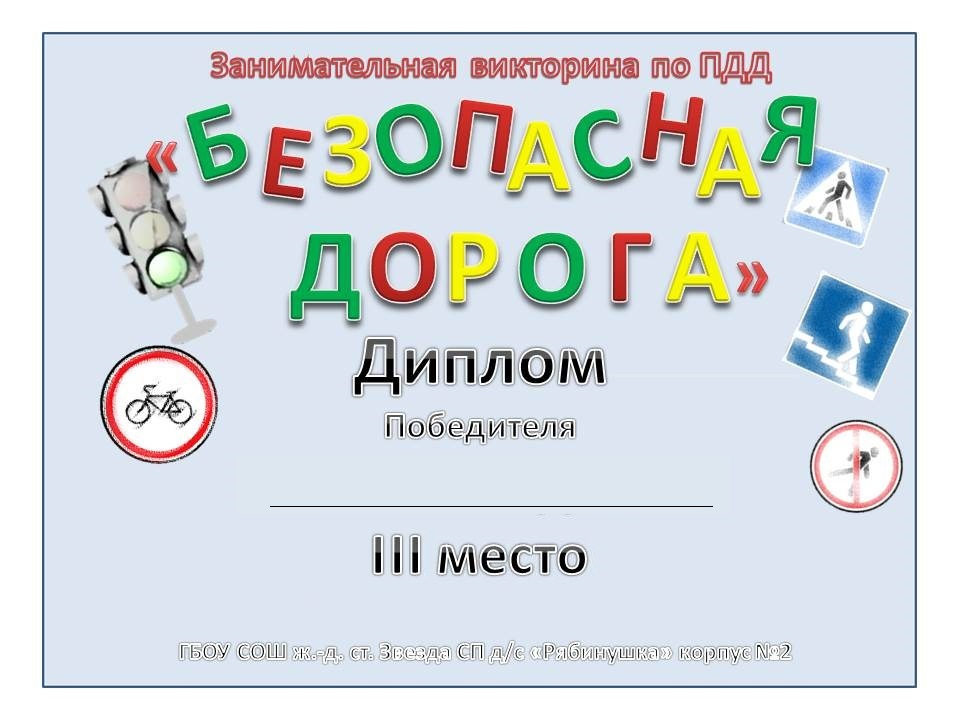 Занимательная викторина по ПДД
«БЕЗОПАСНАЯ
ДОРОГА»
Диплом
Победителя
III место
ГБОУ СОШ ж.-д. ст. Звезда СП д/с «Рябинушка» корпус №2